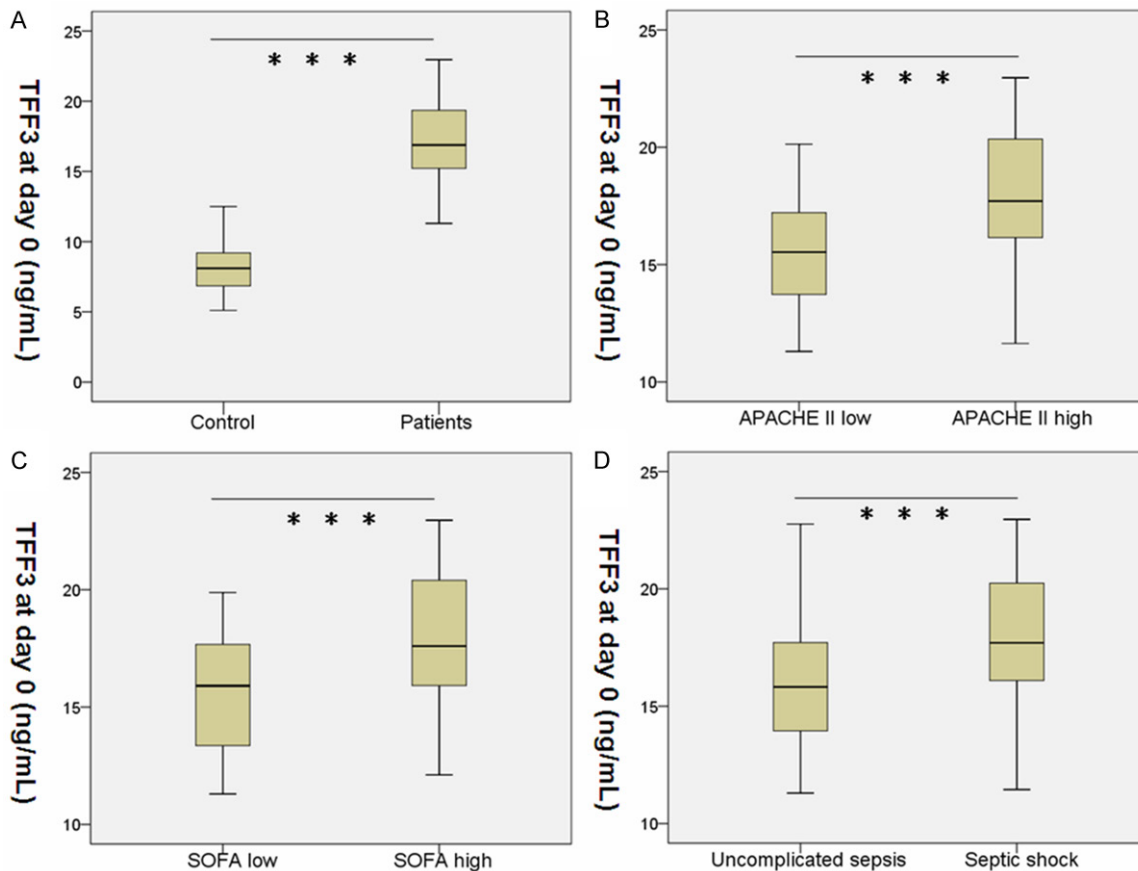 A
TFF3 at day 0 (ng/mL)
25
20
15
10
5
0
* * *
Control
Patients
B
TFF3 at day 0 (ng/mL)
25
20
15
10
* * *
APACHE II low
APACHE II high
C
TFF3 at day 0 (ng/mL)
25
20
15
10
* * *
SOFA low
SOFA high
D
TFF3 at day 0 (ng/mL)
25
20
15
10
* * *
Uncomplicated sepsis
Septic shock